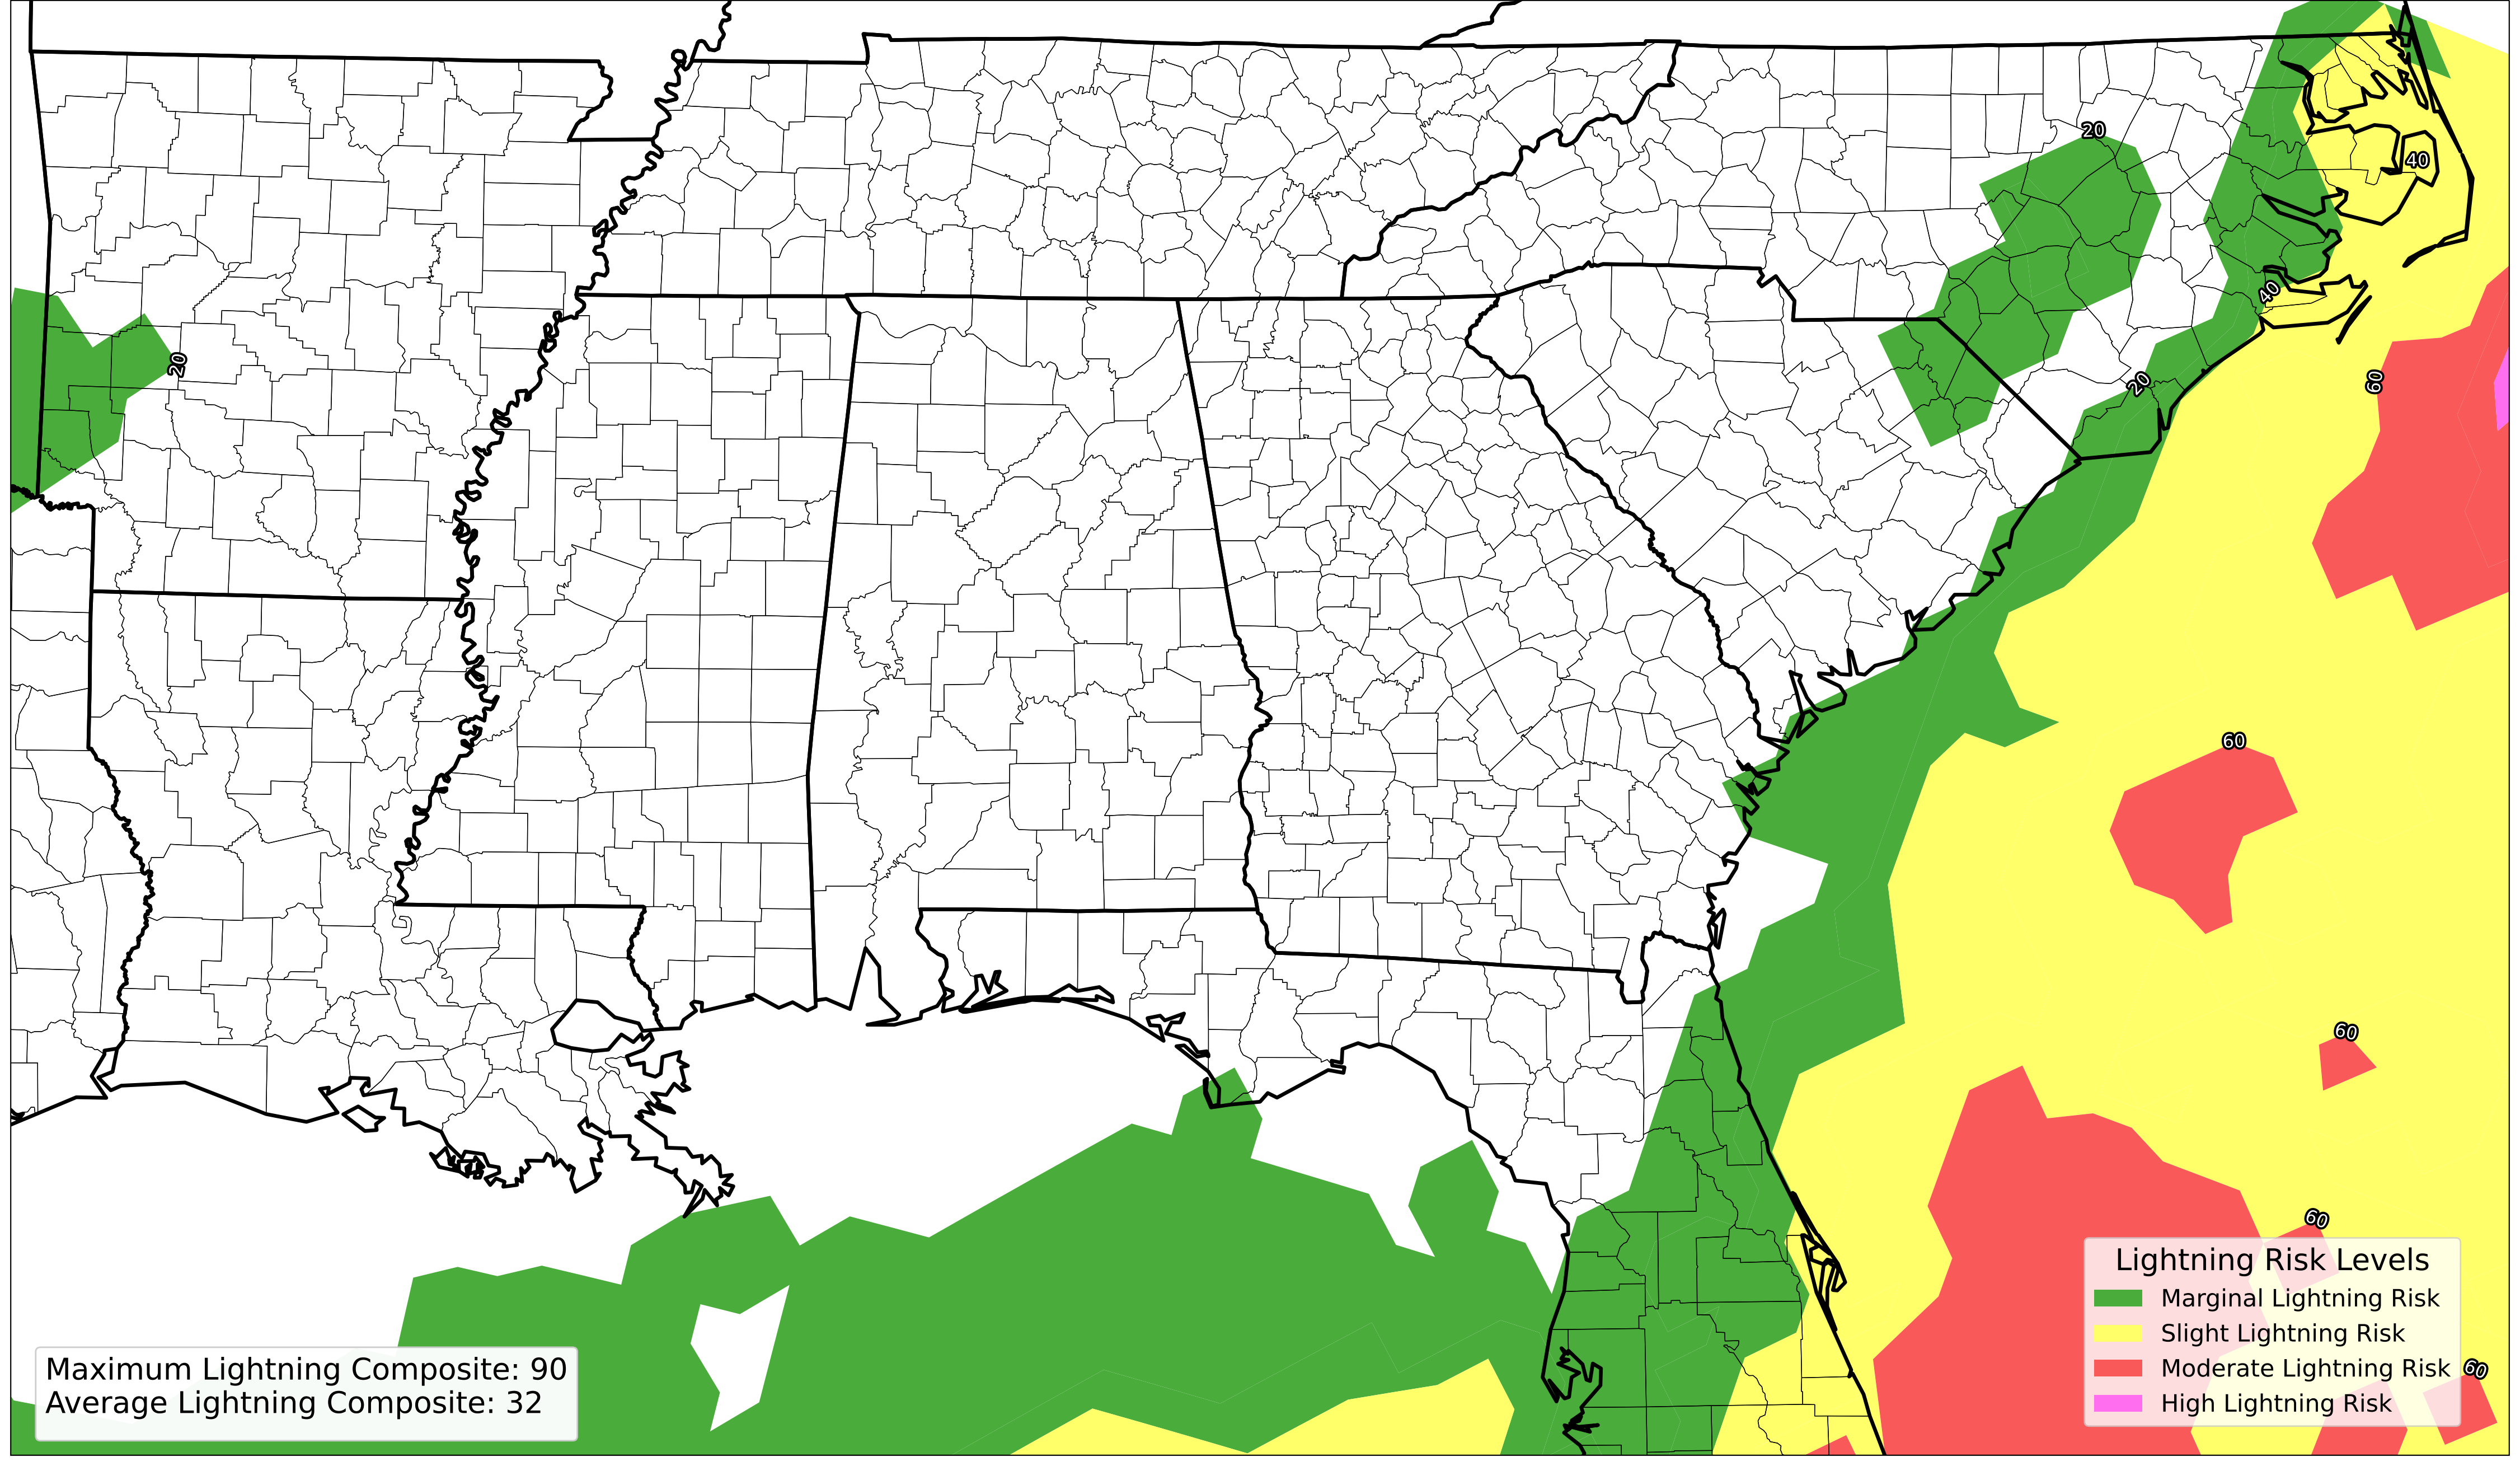 20
40
20
40
60
20
60
60
60
Lightning Risk Levels
Marginal Lightning Risk
Slight Lightning Risk
Moderate Lightning Risk
High Lightning Risk
60
Maximum Lightning Composite: 90
Average Lightning Composite: 32